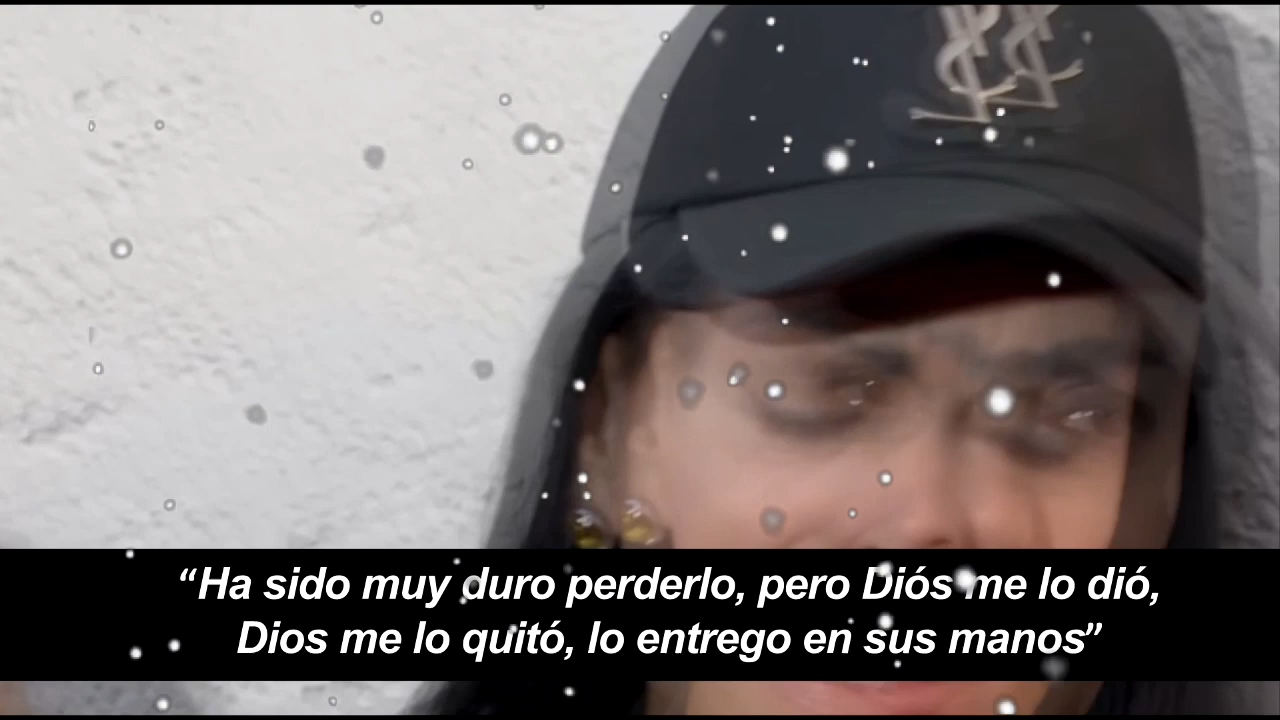 “Ha sido muy duro perderlo, pero Diós me lo dió,
Dios me lo quitó, lo entrego en sus manos”